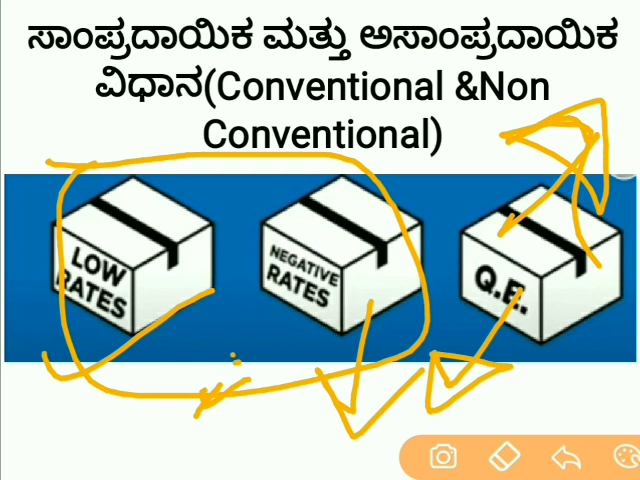 ಸಾಂಪ್ರದಾಯಿಕ ಮತ್ತು ಅಸಾಂಪ್ರದಾಯಿಕ
ವಿಧಾನ(Conventional &Non
Conventional)
LOW
RATES
NEGATIVE
RATES
Q.E.